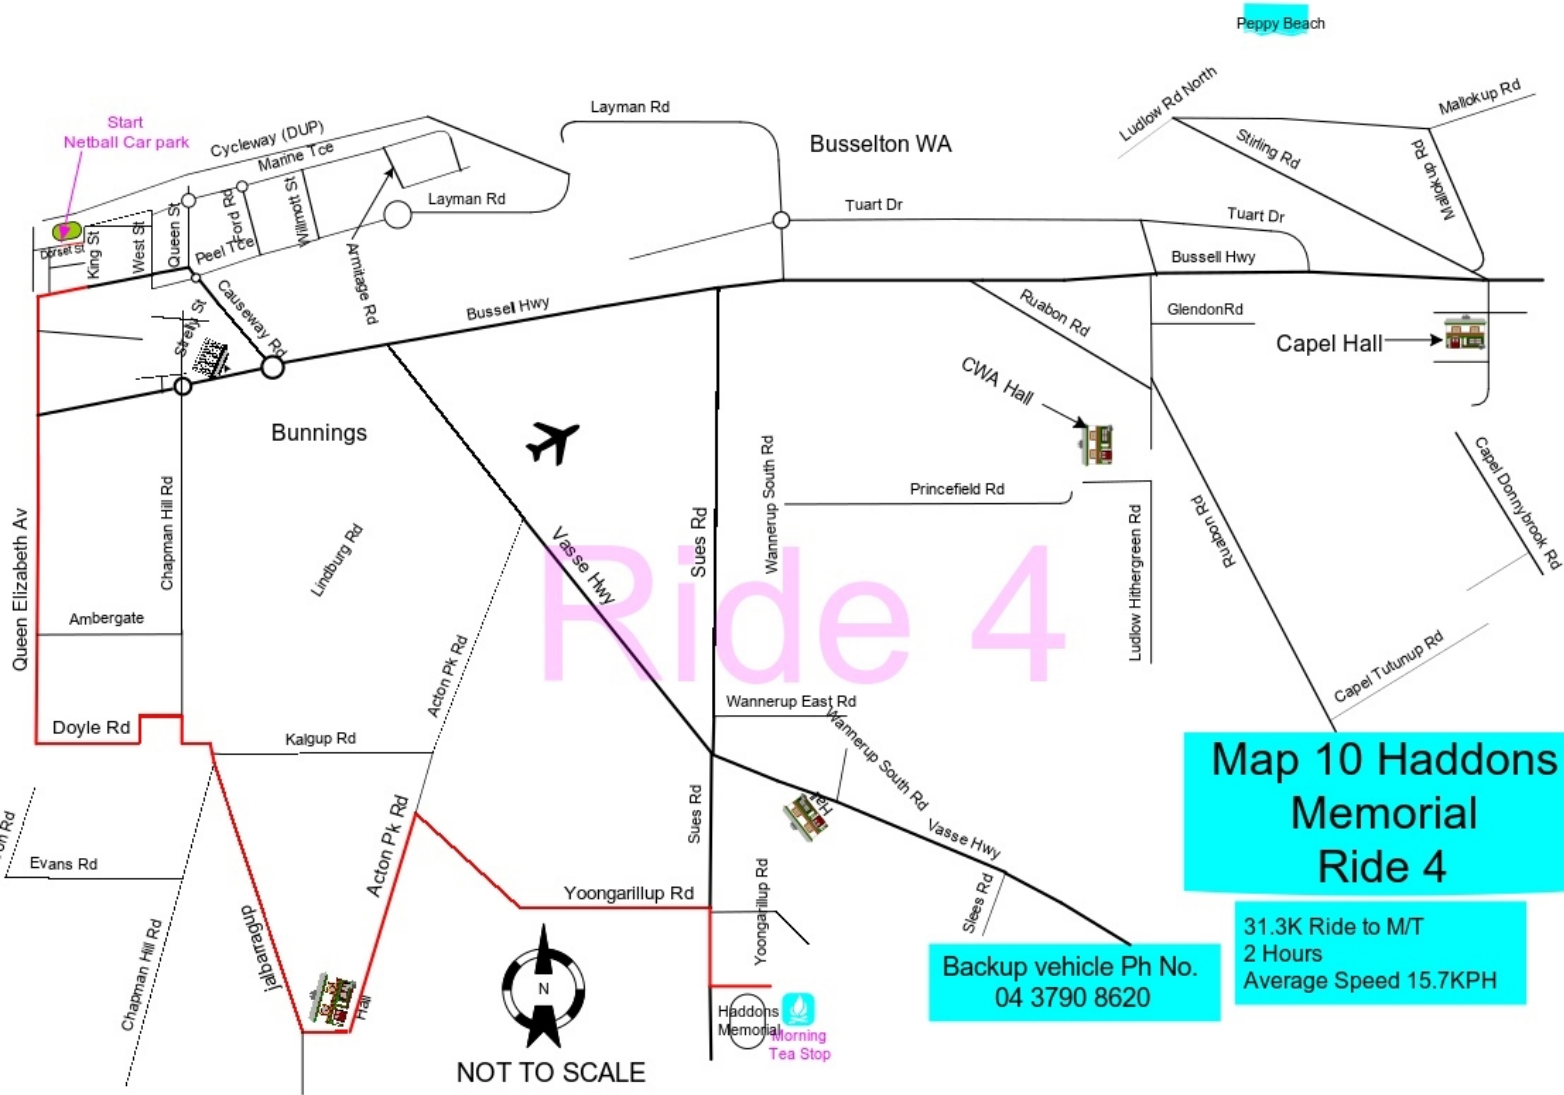 Peppy Beach
Start
Netball Car park
Cycleway (DUP)
Marine Tce
Layman Rd
Busselton WA
Ludlow Rd North
Mallokup Rd
Stirling Rd
Mallokup Rd
Dorset St
King St
West St
Queen St
Ford Rd
Willmott St
Peel Tce
Layman Rd
Armitage Rd
Tuart Dr
Tuart Dr
Bussell Hwy
Causeway Rd
Strelly St
Bussell Hwy
Ruabon Rd
GlendonRd
Capel Hall
CWA Hall
Bunnings
Queen Elizabeth Av
Chapman Hill Rd
Lindburg Rd
Vasse Hwy
Sues Rd
Wannerup South Rd
Princefield Rd
Ludlow Hithergreen Rd
Ruabon Rd
Capel Donnybrook Rd
Ride 4
Ambergate
Acton Pk Rd
Capel Tutunup Rd
Doyle Rd
Kalgup Rd
Wannerup East Rd
Wannerup South Rd
Map 10 Haddons
Memorial
Ride 4
Hall
Sues Rd
Vasse Hwy
on Rd
Evans Rd
Acton Pk Rd
Yoongarillup Rd
Yoongarillup Rd
Slees Rd
Chapman Hill Rd
jalbarragup
Hall
N
NOT TO SCALE
Haddons
Memorial
Morning
Tea Stop
Backup vehicle Ph No.
04 3790 8620
31.3K Ride to M/T
2 Hours
Average Speed 15.7KPH